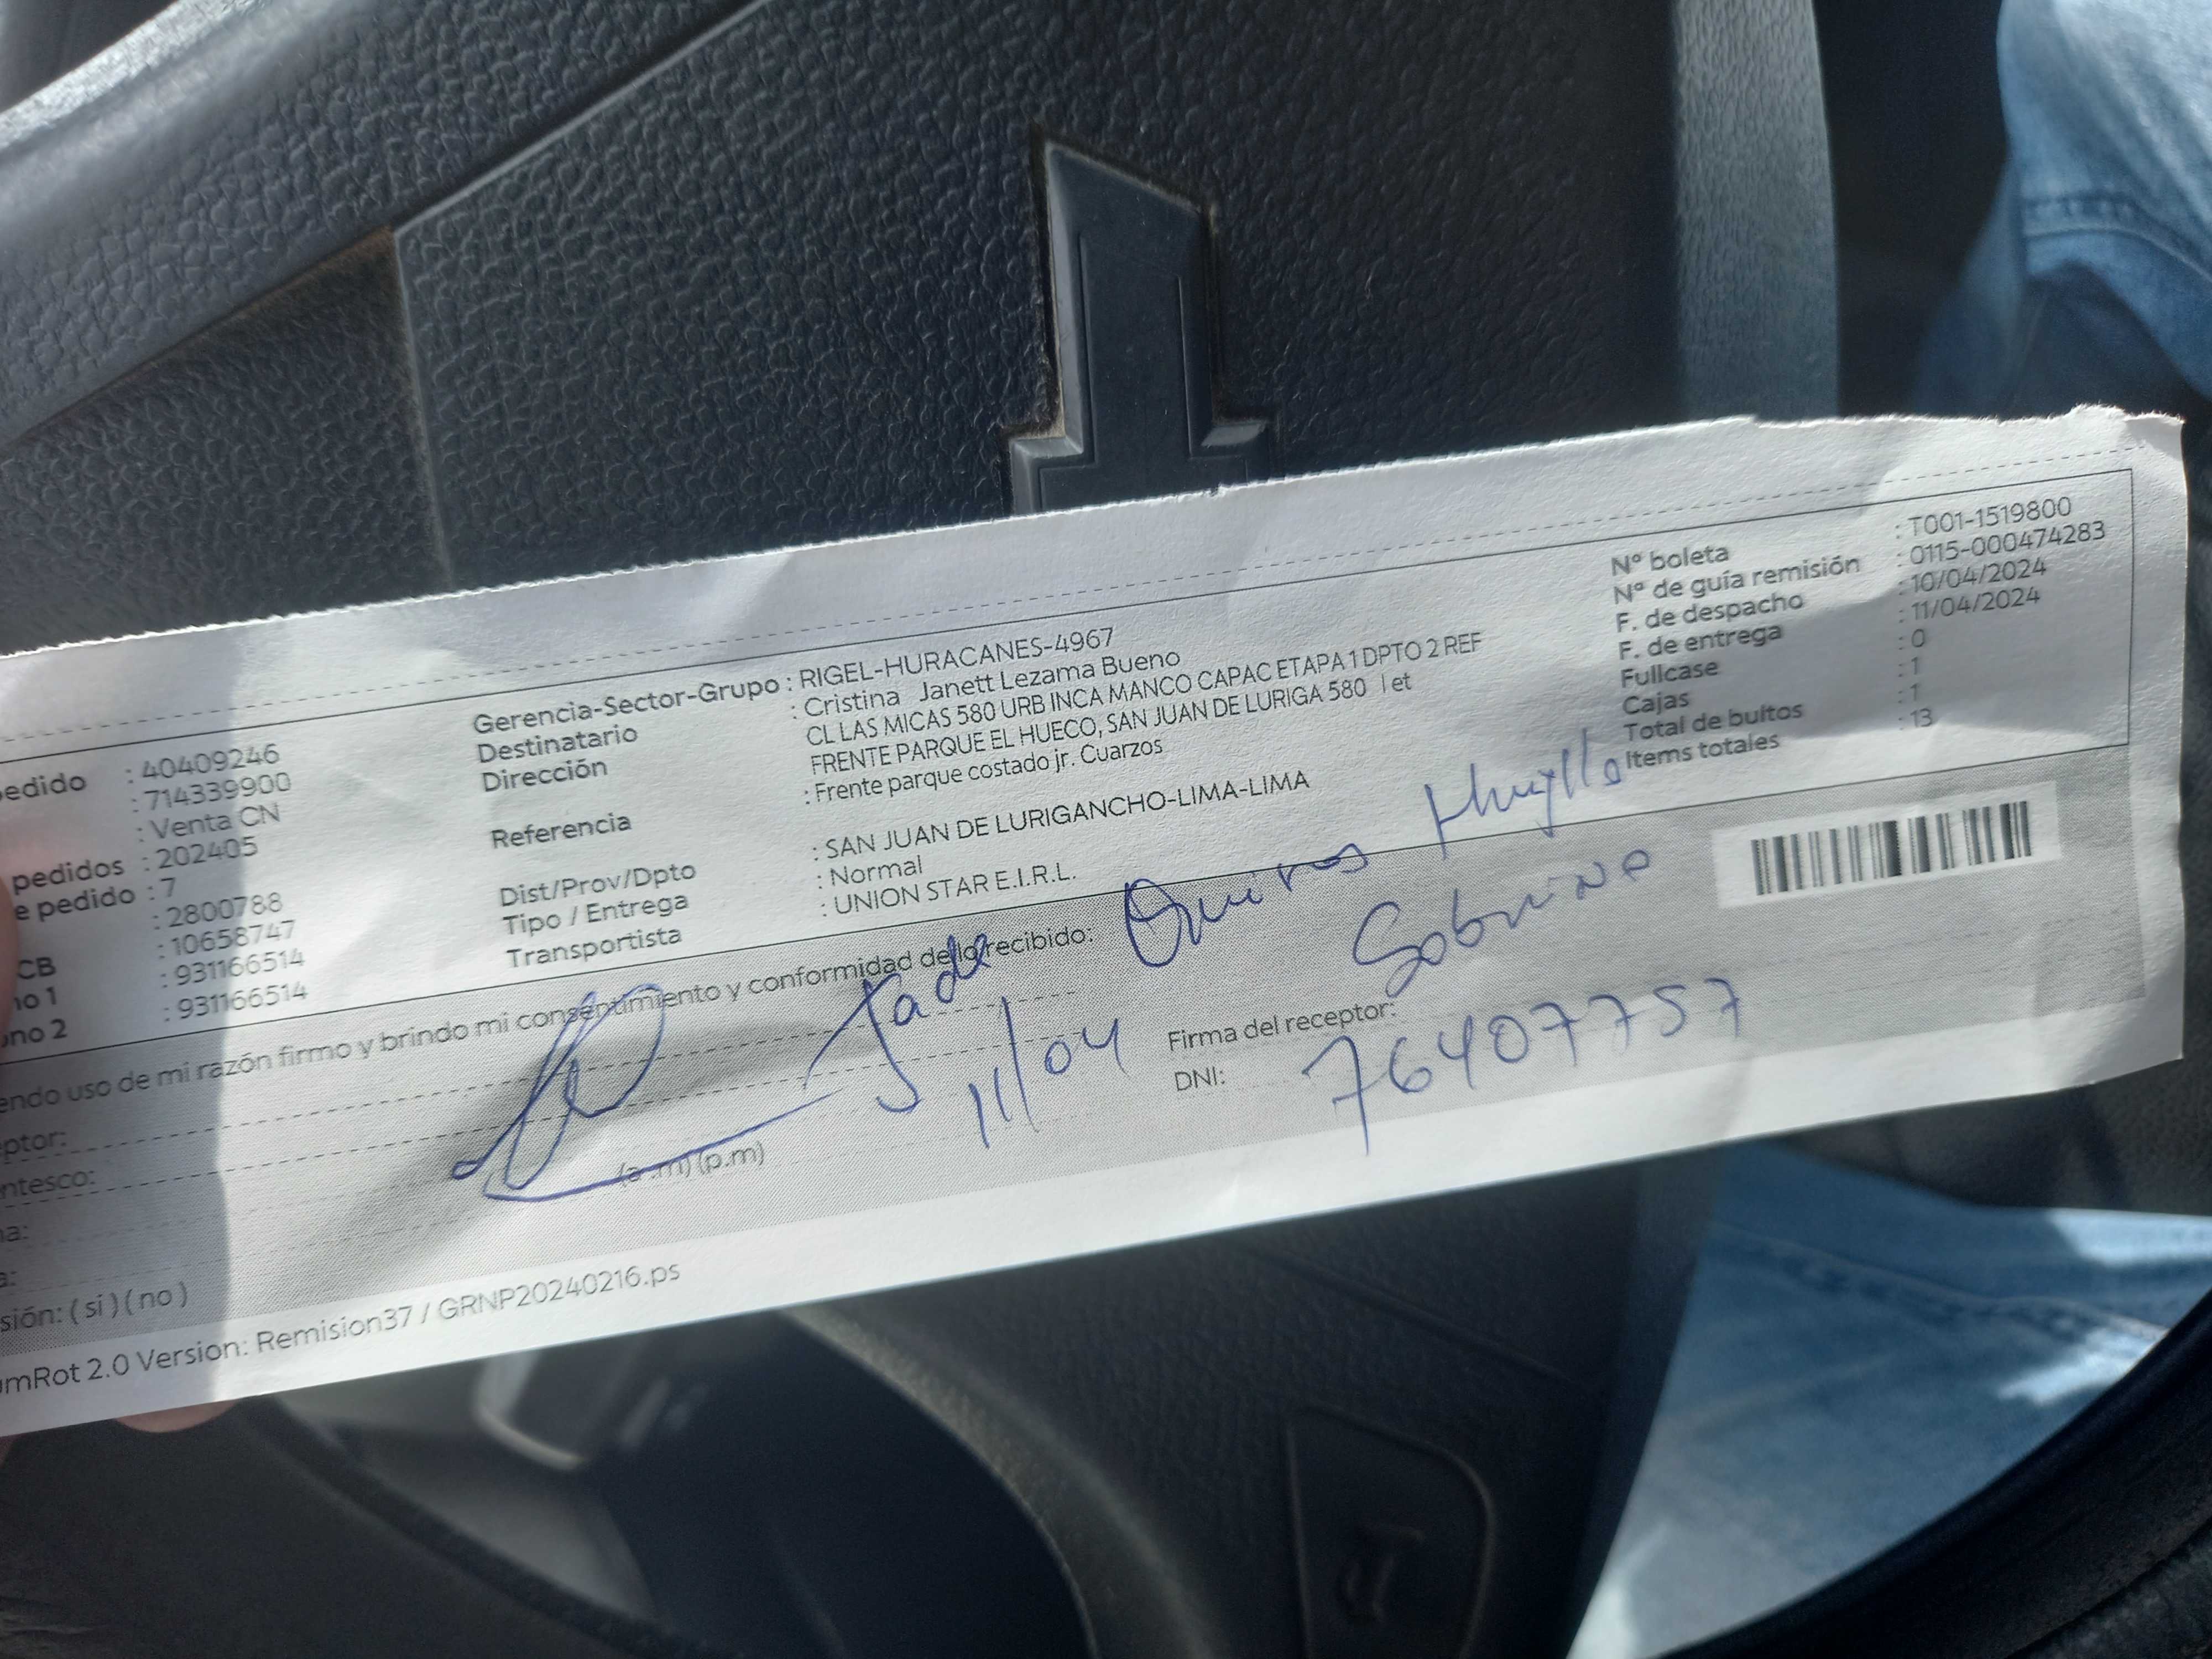 edido : 40409246
: 714339900
: Venta CN
pedidos : 202405
e pedido : 7
: 2800788
CB : 10658747
no 1 : 931166514
ono 2 : 931166514
Gerencia-Sector-Grupo : RIGEL-HURACANES-4967
Destinatario : Cristina Janett Lezama Bueno
Dirección CL LAS MICAS 580 URB INCA MANCO CAPAC ETAPA 1 DPTO 2 REF
FRENTE PARQUE EL HUECO, SAN JUAN DE LURIGA 580 let
Referencia : Frente parque costado jr. Cuarzos
Dist/Prov/Dpto : SAN JUAN DE LURIGANCHO-LIMA-LIMA
Tipo / Entrega : Normal
Transportista : UNION STAR E.I.R.L.
Nº boleta : T001-1519800
Nº de guía remisión : 0115-000474283
F. de despacho : 10/04/2024
F. de entrega : 11/04/2024
Fullcase : 0
Cajas : 1
Total de bultos : 1
Items totales : 13
endo uso de mi razón firmo y brindo mi consentimiento y conformidad de lo recibido:
Jade Quiros
Sobrina
ptor:
ntesco:
na:
a:
11/04
(a.m) (p.m)
Firma del receptor:
DNI: 76407757
sión: ( sí ) ( no )
umRot 2.0 Version: Remision37 / GRNP20240216.ps